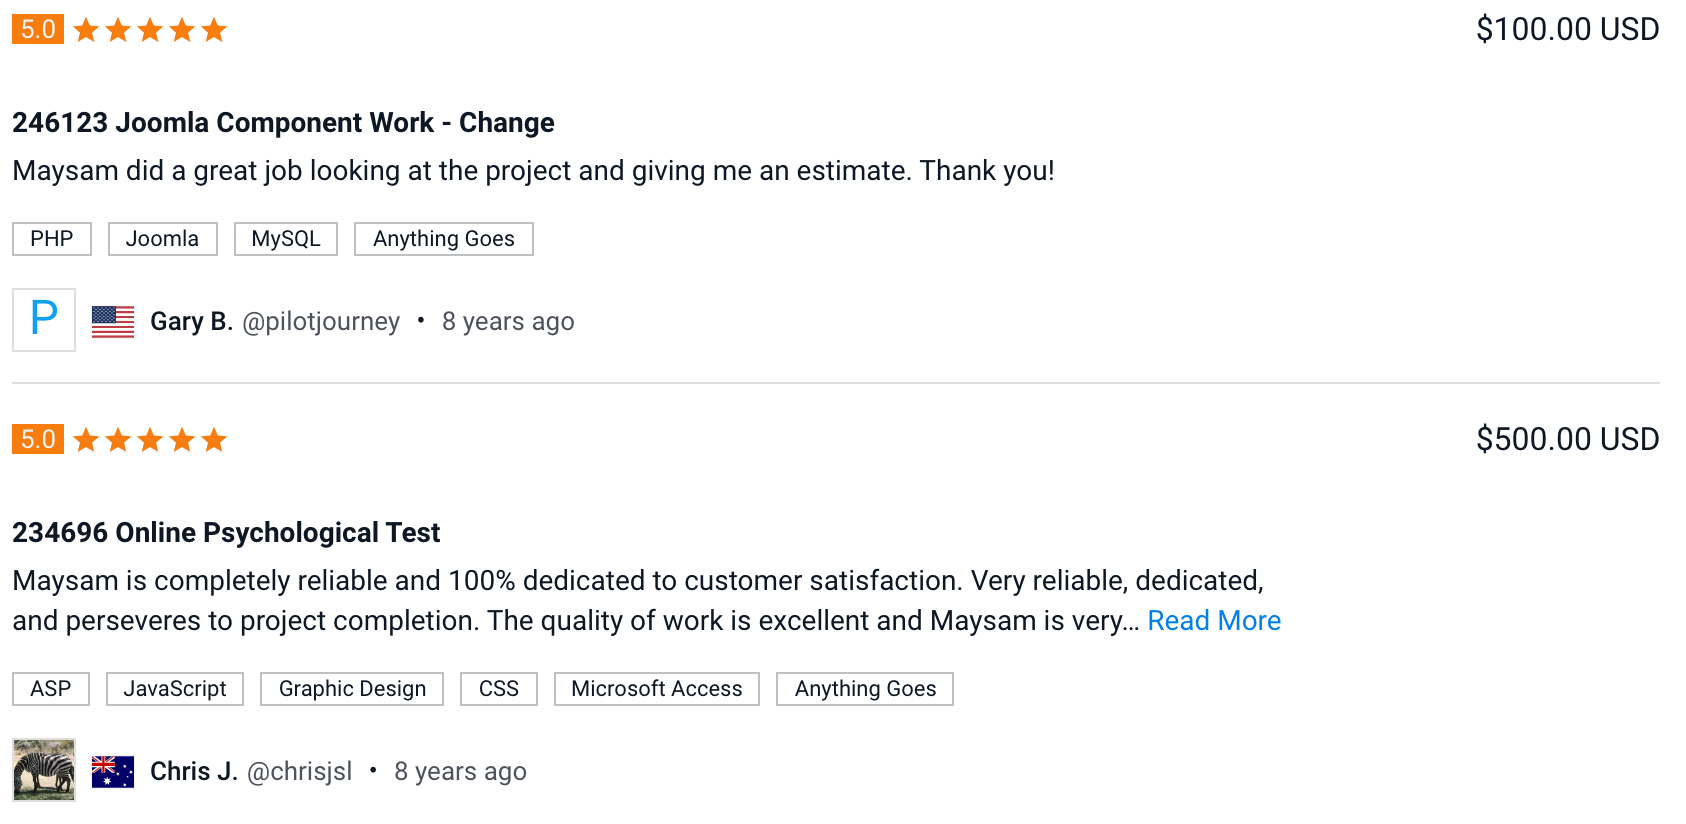 5.0 $100.00 USD
246123 Joomla Component Work - Change
Maysam did a great job looking at the project and giving me an estimate. Thank you!
PHP Joomla MySQL Anything Goes
P Gary B. @pilotjourney • 8 years ago
5.0 $500.00 USD
234696 Online Psychological Test
Maysam is completely reliable and 100% dedicated to customer satisfaction. Very reliable, dedicated,
and perseveres to project completion. The quality of work is excellent and Maysam is very... Read More
ASP JavaScript Graphic Design CSS Microsoft Access Anything Goes
Chris J. @chrisjsl • 8 years ago